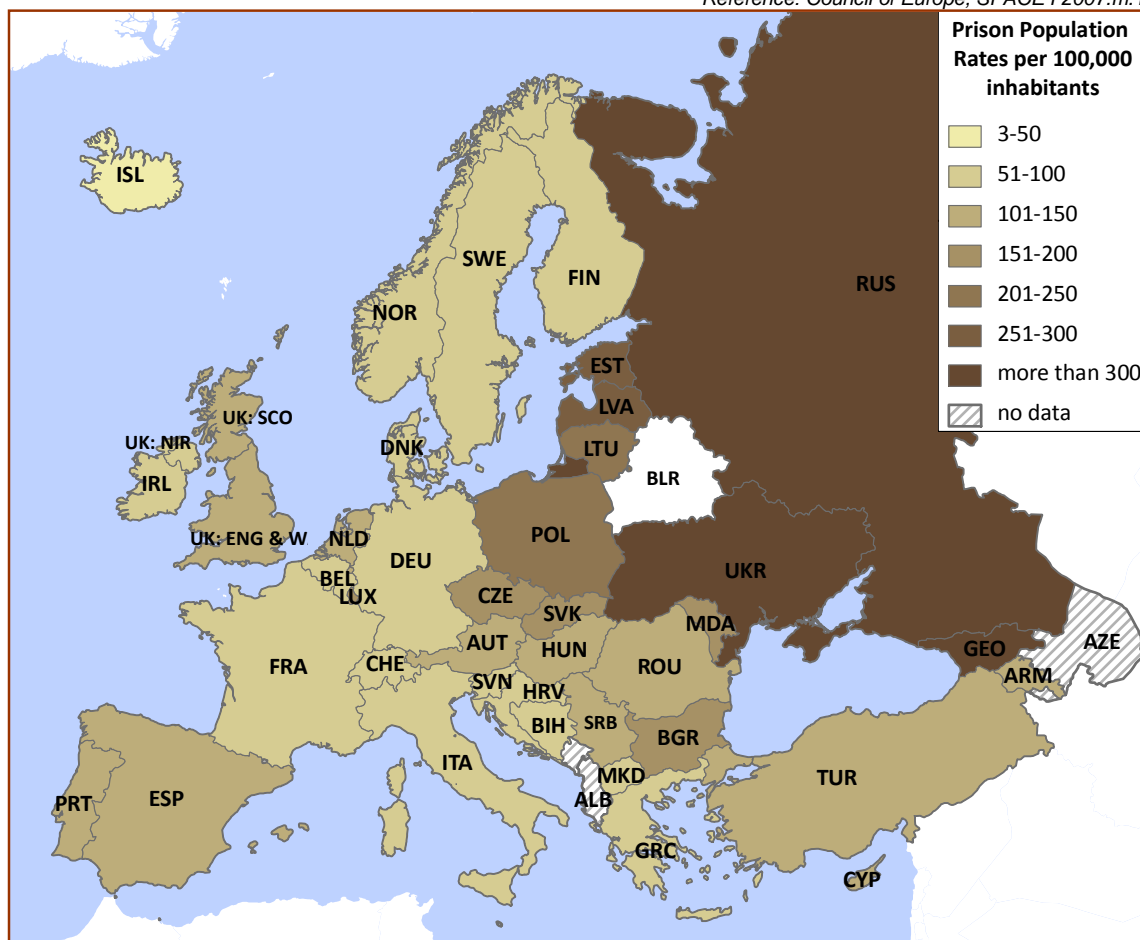 Reference: Council of Europe, SPACE I 2007.
Prison Population
Rates per 100,000
inhabitants
3-50
51-100
101-150
151-200
201-250
251-300
more than 300
no data
ISL
SWE
FIN
NOR
RUS
EST
LVA
LTU
UK: SCO
UK: NIR
DNK
IRL
BLR
UK: ENG & W
NLD
POL
DEU
UKR
BEL
LUX
CZE
SVK
MDA
AUT
HUN
GEO
AZE
FRA
CHE
ROU
ARM
SVN
HRV
BIH
SRB
BGR
ITA
MKD
TUR
PRT
ESP
ALB
GRC
CYP